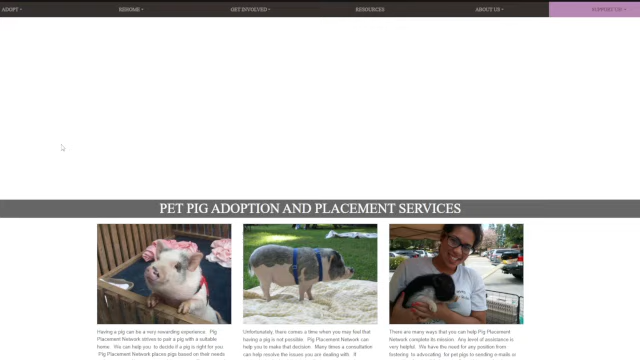 ADOPT
REHOME
GET INVOLVED
RESOURCES
ABOUT US
SUPPORT US
PET PIG ADOPTION AND PLACEMENT SERVICES
Having a pig can be a very rewarding experience. Pig
Placement Network strives to pair a pig with a suitable
home. We can help you to decide if a pig is right for you.
Pig Placement Network places pigs based on their needs
Unfortunately, there comes a time when you may feel that
having a pig is not possible. Pig Placement Network can
help you to make that decision. Many times a consultation
can help resolve the issues you are dealing with. If
There are many ways that you can help Pig Placement
Network complete its mission. Any level of assistance is
very helpful. We have the need for any position from
fostering to advocating for pet pigs to sending e-mails or